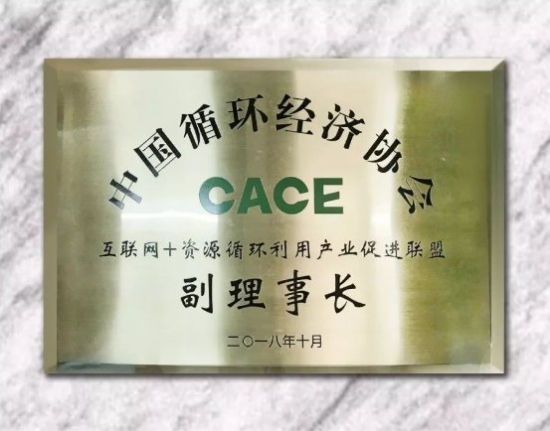 中国循环经济协会
CACE
互联网+资源循环利用产业促进联盟
副理事长
二〇一八年十月